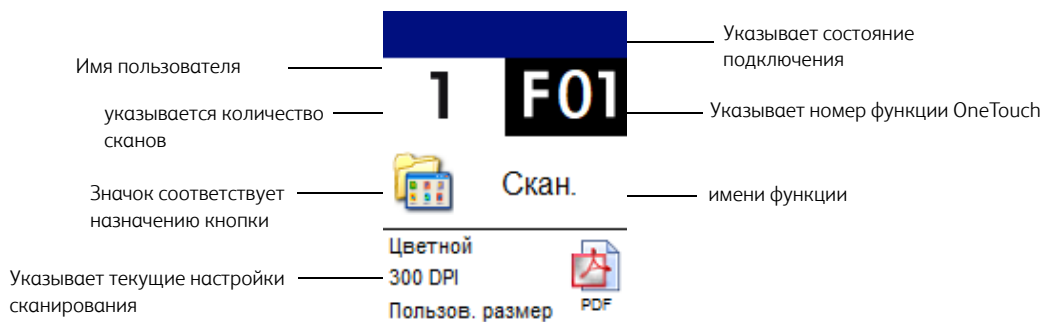 Указывает состояние
подключения
Имя пользователя
1
F01
указывается количество
сканов
Указывает номер функции OneTouch
Значок соответствует
назначению кнопки
Скан.
имени функции
Цветной
300 DPI
Пользов. размер
PDF
Указывает текущие настройки
сканирования